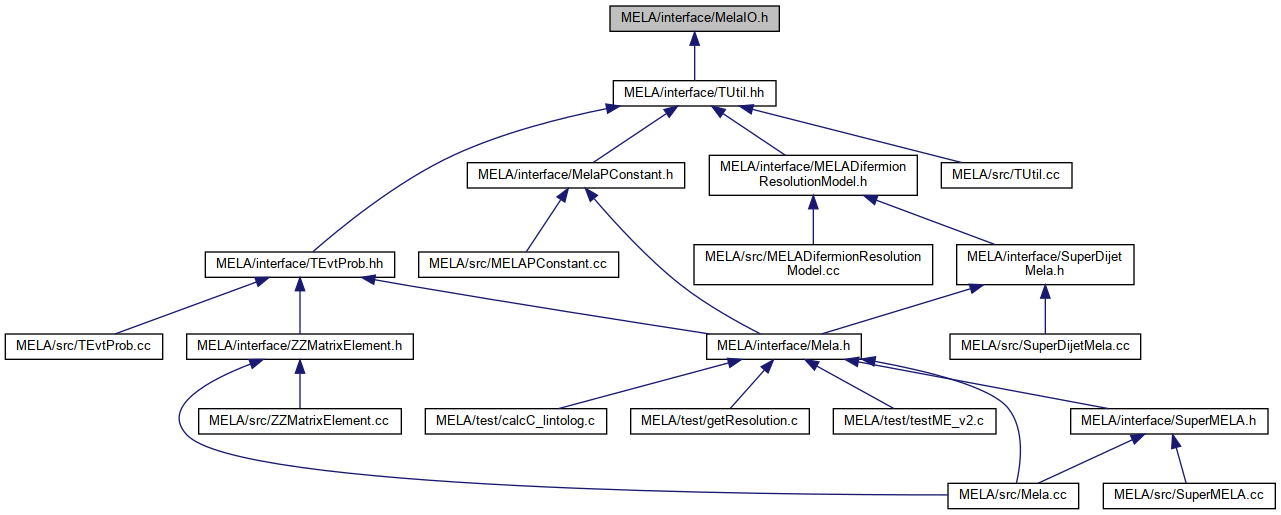 MELA/interface/MelaIO.h
MELA/interface/TUtil.hh
MELA/interface/MelaPConstant.h
MELA/interface/MELADifermion
ResolutionModel.h
MELA/src/TUtil.cc
MELA/interface/TEvtProb.hh
MELA/src/MELAPConstant.cc
MELA/src/MELADifermionResolution
Model.cc
MELA/interface/SuperDijet
Mela.h
MELA/src/TEvtProb.cc
MELA/interface/ZZMatrixElement.h
MELA/interface/Mela.h
MELA/src/SuperDijetMela.cc
MELA/src/ZZMatrixElement.cc
MELA/test/calcC_lintolog.c
MELA/test/getResolution.c
MELA/test/testME_v2.c
MELA/interface/SuperMELA.h
MELA/src/Mela.cc
MELA/src/SuperMELA.cc